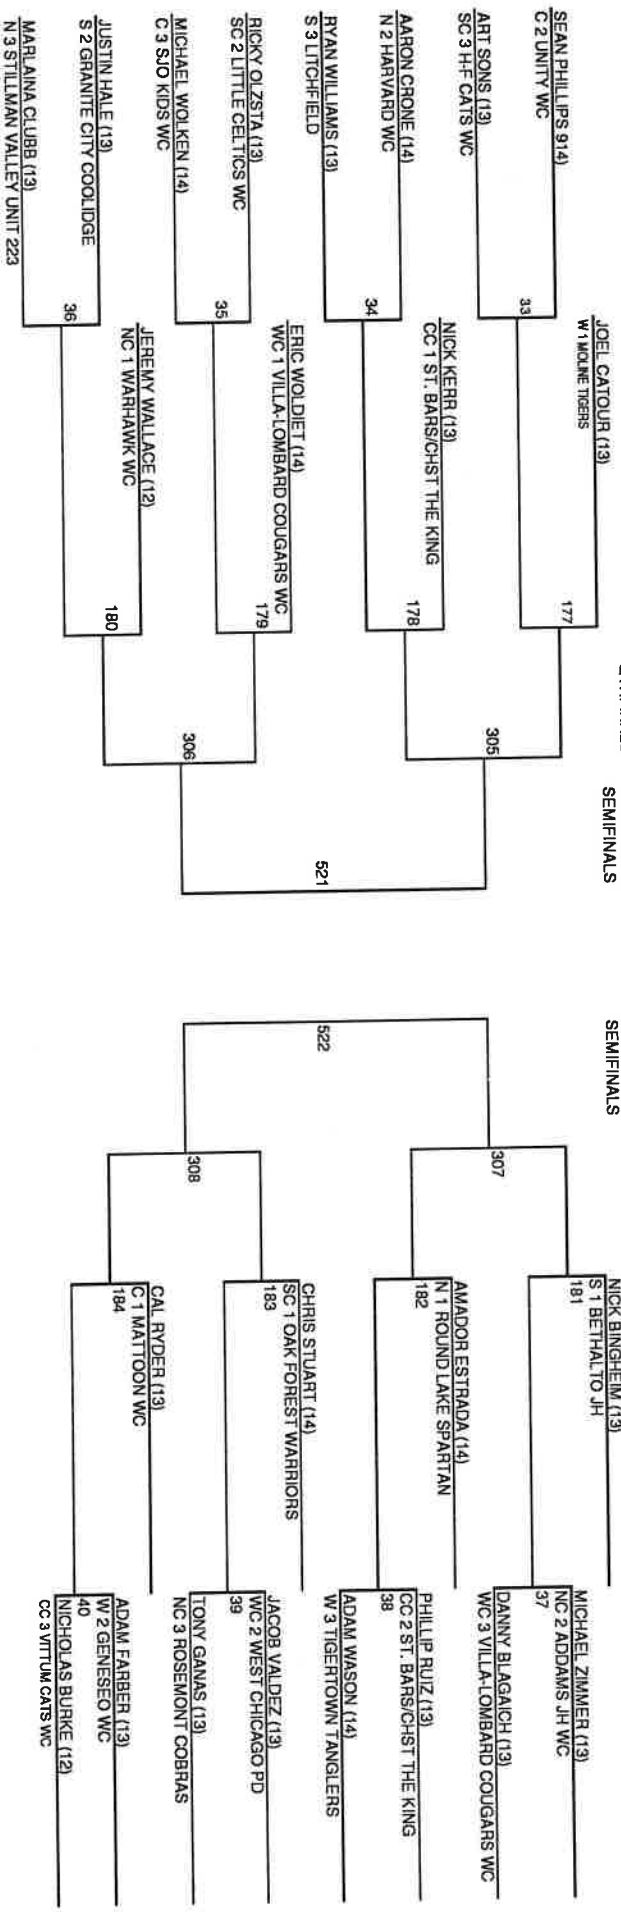 SEMIFINALS
SEMIFINALS
SEAN PHILLIPS 914)
C 2 UNITY WC
33
ART SONS (13)
SC 3 H-F CATS WC
JOEL CATOUR (13)
W 1 MOLINE TIGERS
177
AARON CRONE (14)
N 2 HARVARD WC
34
RYAN WILLIAMS (13)
S 3 LITCHFIELD
NICK KERR (13)
CC 1 ST. BARS/CHST THE KING
178
305
RICKY OLZSTA (13)
SC 2 LITTLE CELTICS WC
35
MICHAEL WOLKEN (14)
C 3 SJO KIDS WC
ERIC WOLDIET (14)
WC 1 VILLA-LOMBARD COUGARS WC
179
521
JUSTIN HALE (13)
S 2 GRANITE CITY COOLIDGE
36
MARLAINA CLUBB (13)
N 3 STILLMAN VALLEY UNIT 223
JEREMY WALLACE (12)
NC 1 WARHAWK WC
180
306
NICK BINGHEIM (13)
S 1 BETHALTO JH
181
MICHAEL ZIMMER (13)
NC 2 ADDAMS JH WC
37
DANNY BLAGAICH (13)
WC 3 VILLA-LOMBARD COUGARS WC
307
AMADOR ESTRADA (14)
N 1 ROUND LAKE SPARTAN
182
PHILLIP RUIZ (13)
CC 2 ST. BARS/CHST THE KING
38
ADAM WASON (14)
W 3 TIGERTOWN TANGLERS
522
CHRIS STUART (14)
SC 1 OAK FOREST WARRIORS
183
JACOB VALDEZ (13)
WC 2 WEST CHICAGO PD
39
TONY GANAS (13)
NC 3 ROSEMONT COBRAS
308
CAL RYDER (13)
C 1 MATTOON WC
184
ADAM FARBER (13)
W 2 GENESEO WC
40
NICHOLAS BURKE (12)
CC 3 VITTUM CATS WC